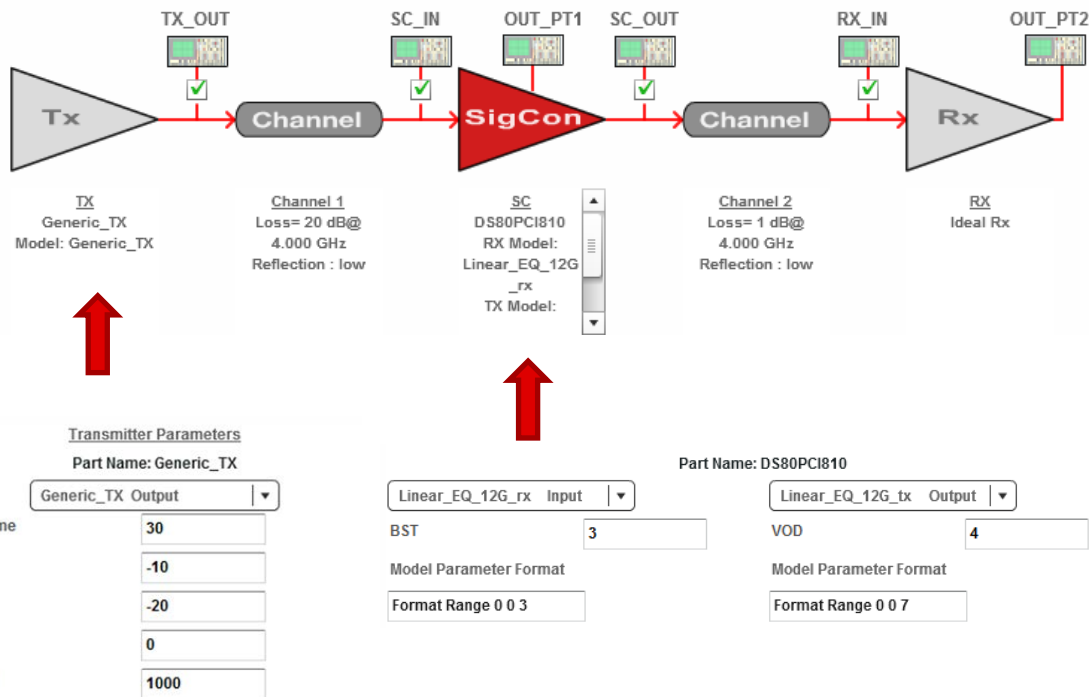 TX_OUT SC_IN OUT_PT1 SC_OUT RX_IN OUT_PT2
Tx Channel SigCon Channel Rx
TX
Generic_TX
Model: Generic_TX
Channel 1
Loss= 20 dB@
4.000 GHz
Reflection : low
SC
DS80PCI810
RX Model:
Linear_EQ_12G
_rx
TX Model:
Channel 2
Loss= 1 dB@
4.000 GHz
Reflection : low
RX
Ideal Rx
Transmitter Parameters
Part Name: Generic_TX
Generic_TX Output
30
-10
-20
0
1000
Part Name: DS80PCI810
Linear_EQ_12G_rx Input
BST 3
Model Parameter Format
Format Range 0 0 3
Linear_EQ_12G_tx Output
VOD 4
Model Parameter Format
Format Range 0 0 7